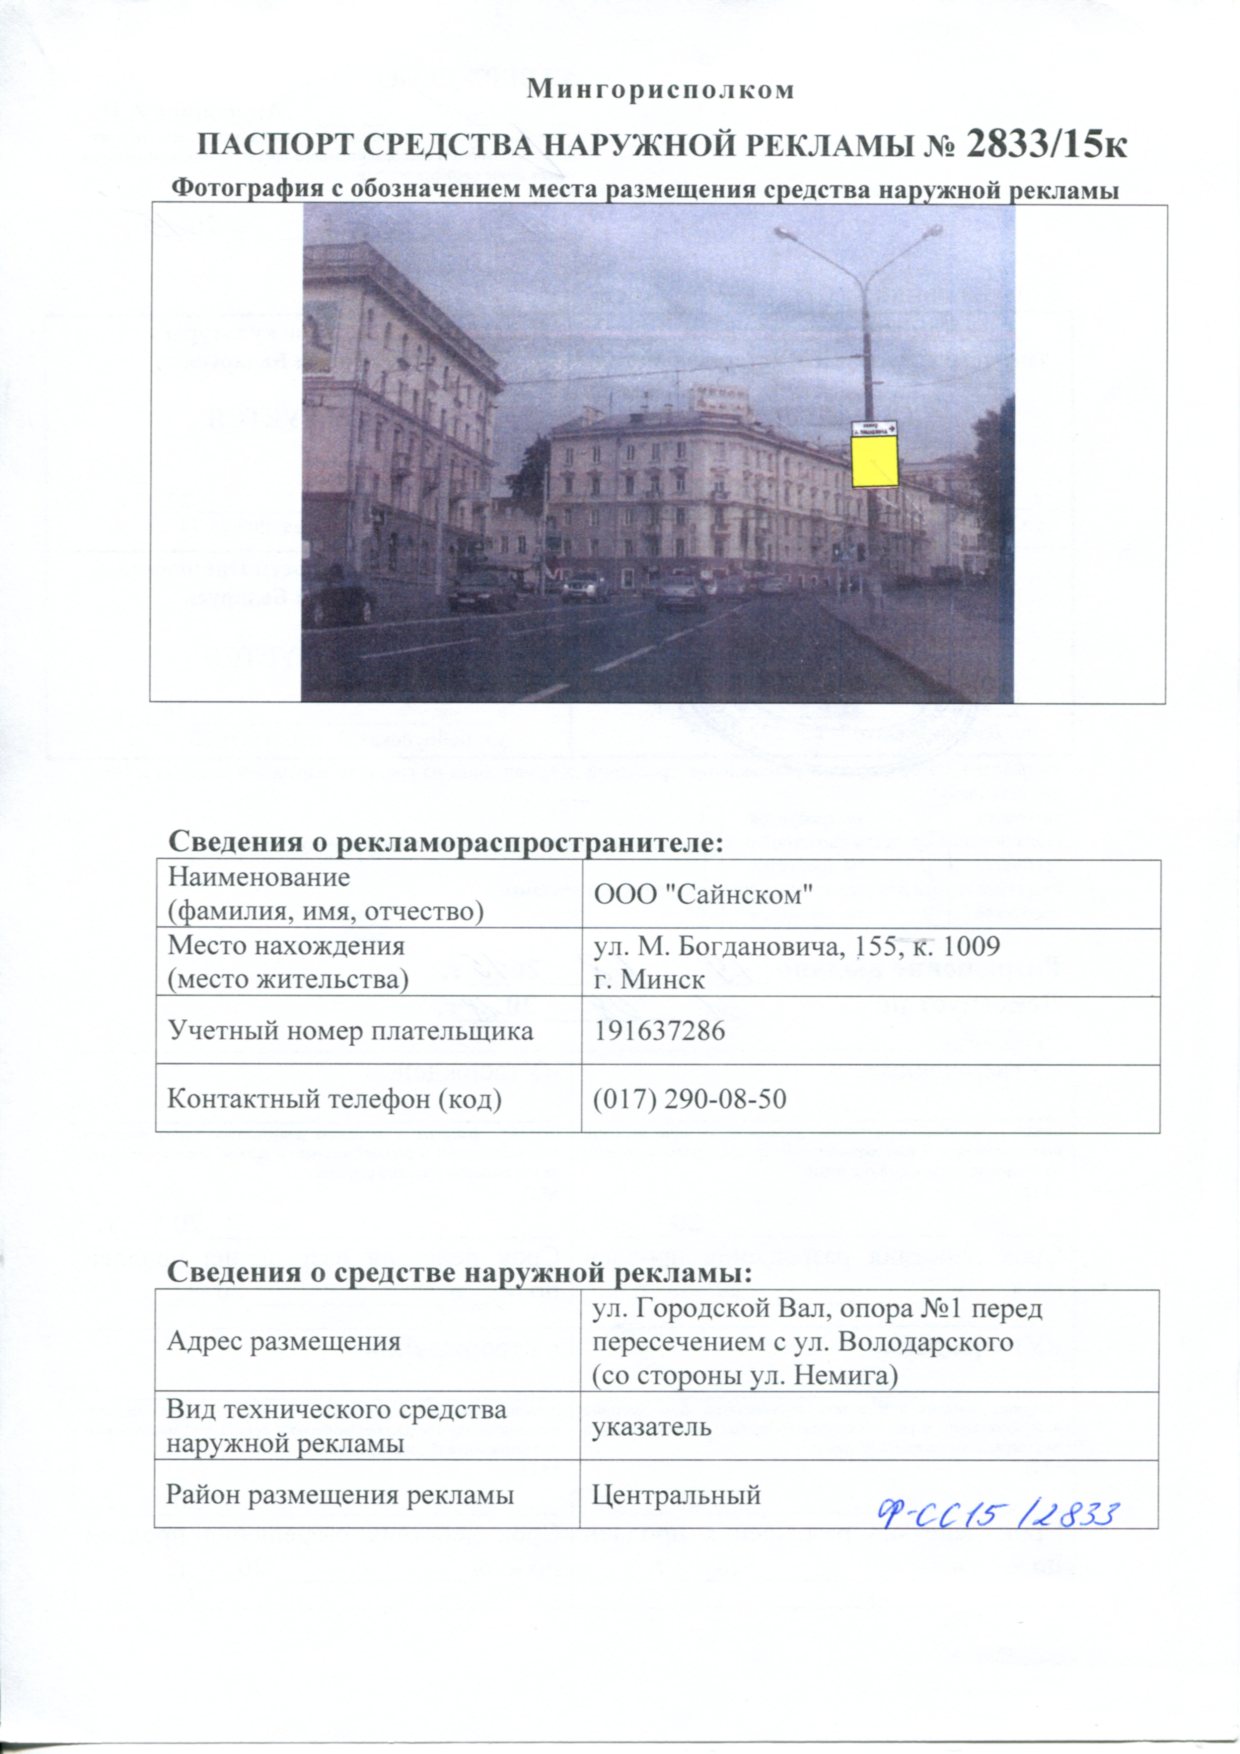 Мингорисполком
ПАСПОРТ СРЕДСТВА НАРУЖНОЙ РЕКЛАМЫ № 2833/15к
Фотография с обозначением места размещения средства наружной рекламы
Сведения о рекламораспространителе:
Наименование
(фамилия, имя, отчество)
ООО "Сайнском"
Место нахождения
(место жительства)
ул. М. Богдановича, 155, к. 1009
г. Минск
Учетный номер плательщика
191637286
Контактный телефон (код)
(017) 290-08-50
Сведения о средстве наружной рекламы:
Адрес размещения
ул. Городской Вал, опора №1 перед
пересечением с ул. Володарского
(со стороны ул. Немига)
Вид технического средства
наружной рекламы
указатель
Район размещения рекламы
Центральный
Ф-СС15 /2833